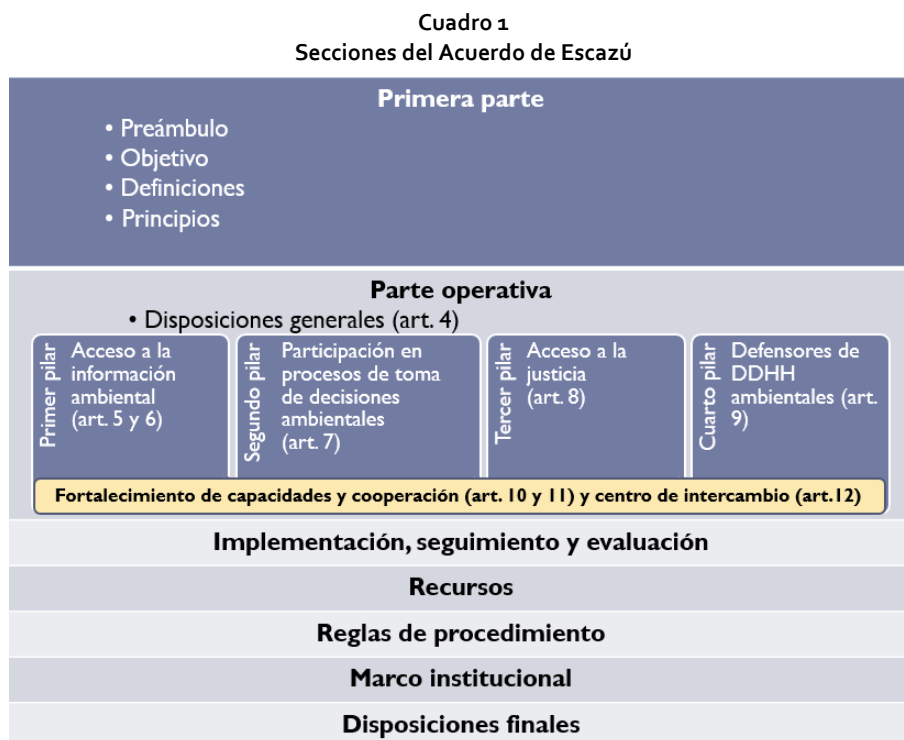 Cuadro 1
Secciones del Acuerdo de Escazú
Primera parte
• Preámbulo
• Objetivo
• Definiciones
• Principios
Parte operativa
• Disposiciones generales (art. 4)
Primer pilar
Acceso a la
información
ambiental
(art. 5 y 6)
Segundo pilar
Participación en
procesos de toma
de decisiones
ambientales
(art. 7)
Tercer pilar
Acceso a la
justicia
(art. 8)
Cuarto pilar
Defensores de
DDHH
ambientales (art.
9)
Fortalecimiento de capacidades y cooperación (art. 10 y 11) y centro de intercambio (art.12)
Implementación, seguimiento y evaluación
Recursos
Reglas de procedimiento
Marco institucional
Disposiciones finales